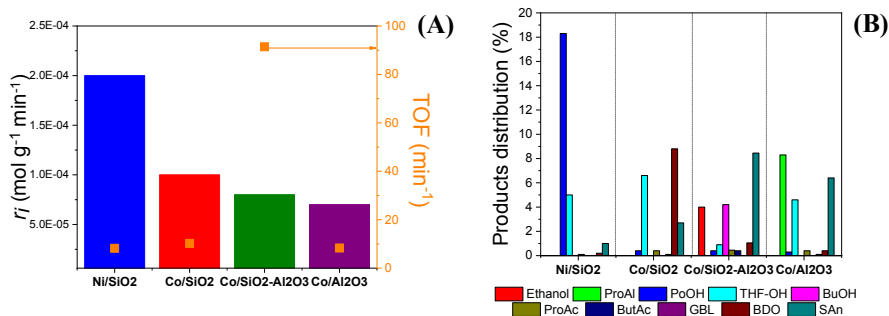 (A)
2.5E-04
2.0E-04
1.5E-04
1.0E-04
5.0E-05
ri (mol g-1 min-1)
100
80
60
40
20
0
TOF (min-1)
Ni/SiO2 Co/SiO2 Co/SiO2-Al2O3 Co/Al2O3
(B)
20
18
16
14
12
10
8
6
4
2
0
Products distribution (%)
Ni/SiO2 Co/SiO2 Co/SiO2-Al2O3 Co/Al2O3
Ethanol ProAl PoOH THF-OH BuOH
ProAc ButAc GBL BDO SAn